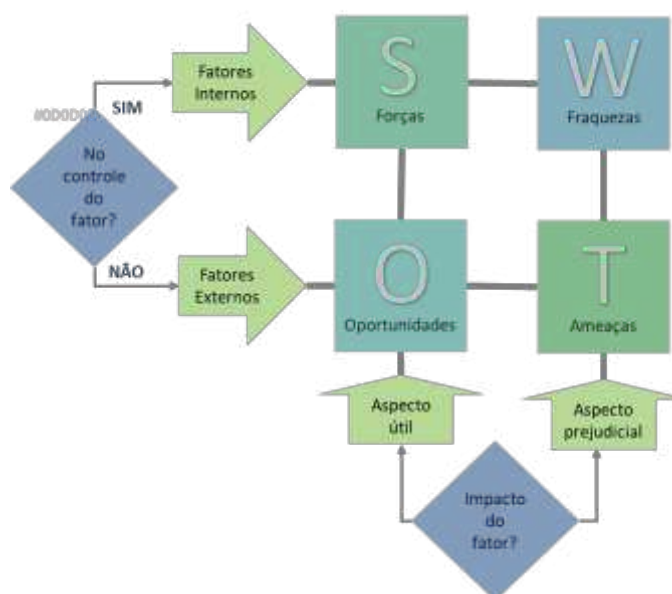 Fatores
Internos
S
Forças
W
Fraquezas
SIM
No
controle
do
fator?
NÃO
Fatores
Externos
O
Oportunidades
T
Ameaças
Aspecto
útil
Aspecto
prejudicial
Impacto
do
fator?